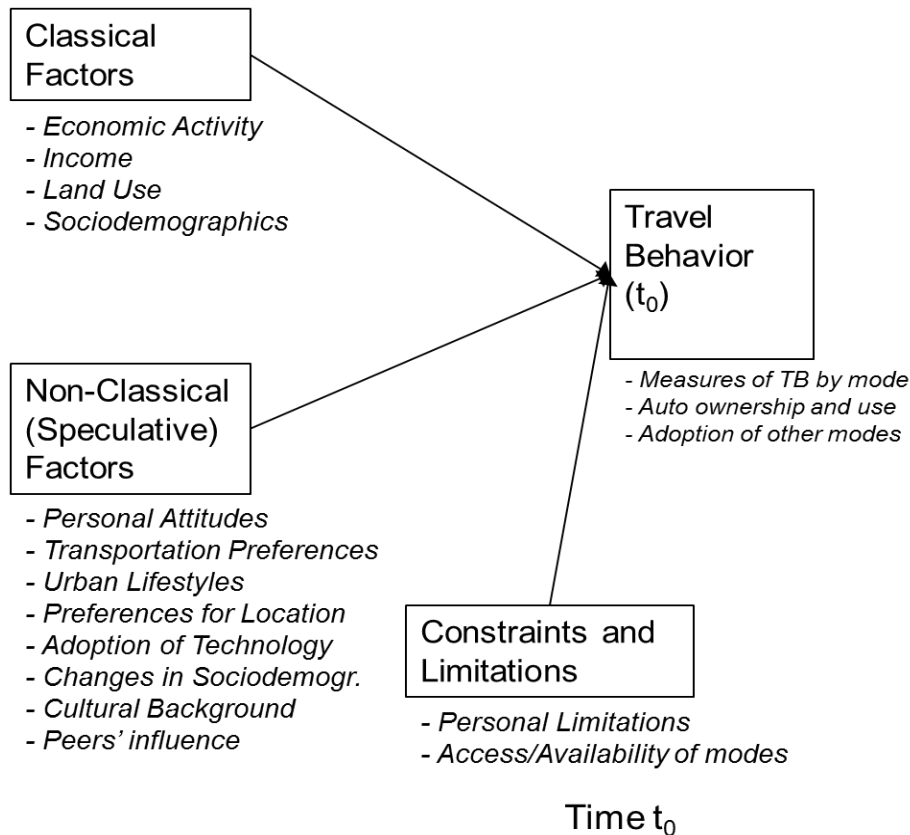 Classical
Factors
- Economic Activity
- Income
- Land Use
- Sociodemographics
Travel
Behavior
(t₀)
- Measures of TB by mode
- Auto ownership and use
- Adoption of other modes
Non-Classical
(Speculative)
Factors
- Personal Attitudes
- Transportation Preferences
- Urban Lifestyles
- Preferences for Location
- Adoption of Technology
- Changes in Sociodemogr.
- Cultural Background
- Peers’ influence
Constraints and
Limitations
- Personal Limitations
- Access/Availability of modes
Time t₀